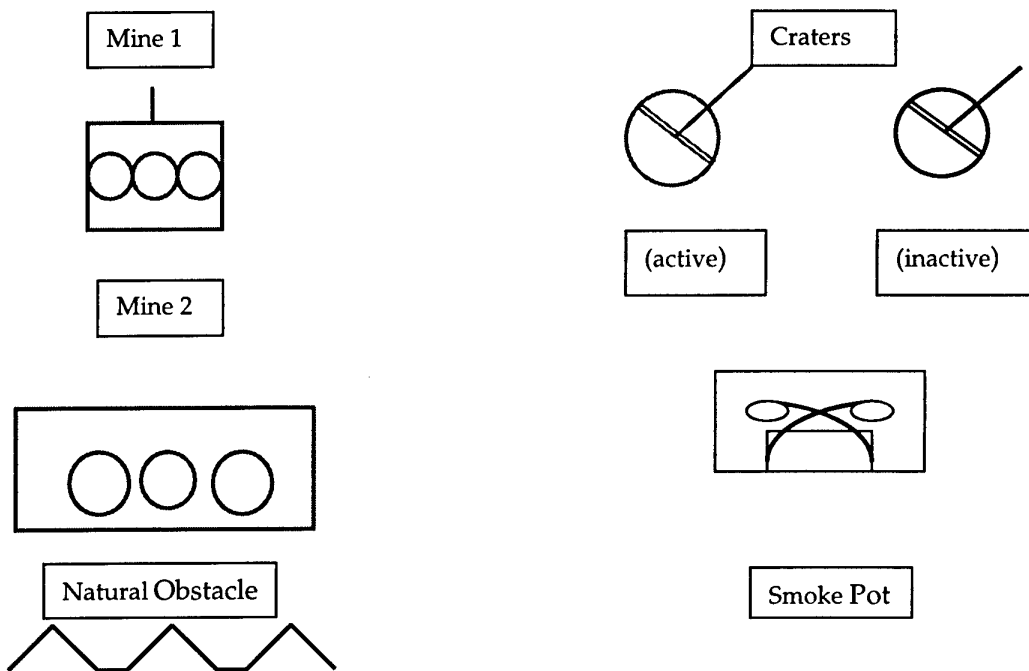 Mine 1
Craters
(active)
(inactive)
Mine 2
Natural Obstacle
Smoke Pot